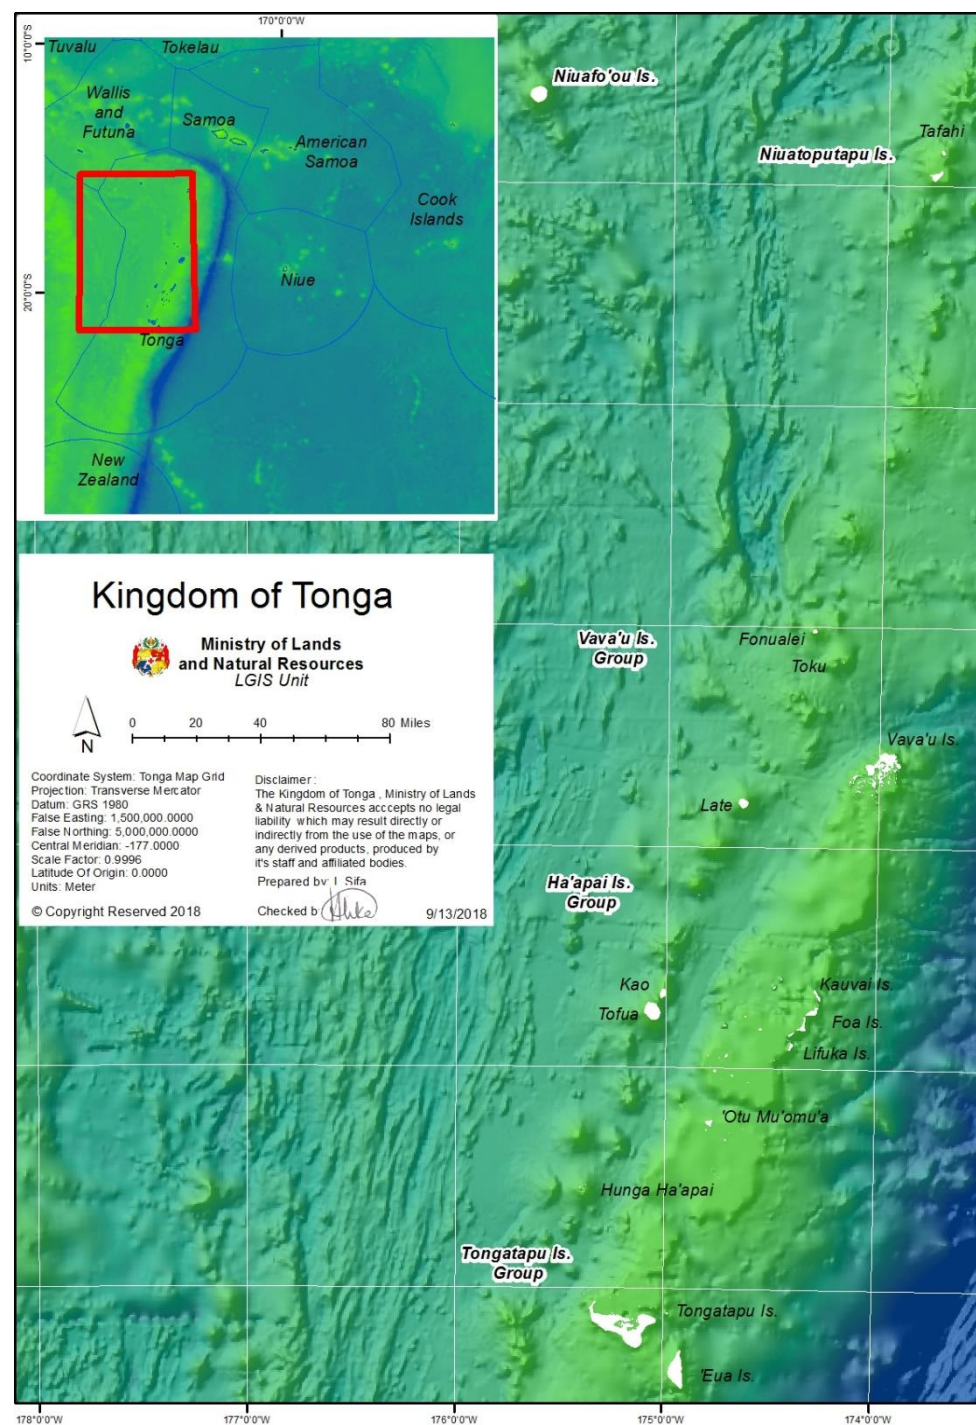 170°0'0"W
10°0'0"S
20°0'0"S
Tuvalu
Tokelau
Wallis
and
Futuna
Samoa
American
Samoa
Cook
Islands
Niue
Tonga
New
Zealand
Kingdom of Tonga
Ministry of Lands
and Natural Resources
LGIS Unit
N
0 20 40 80 Miles
Coordinate System: Tonga Map Grid
Projection: Transverse Mercator
Datum: GRS 1980
False Easting: 1,500,000.0000
False Northing: 5,000,000.0000
Central Meridian: -177.0000
Scale Factor: 0.9996
Latitude Of Origin: 0.0000
Units: Meter
© Copyright Reserved 2018
Disclaimer :
The Kingdom of Tonga , Ministry of Lands
& Natural Resources acccepts no legal
liability which may result directly or
indirectly from the use of the maps, or
any derived products, produced by
it's staff and affiliated bodies.
Prepared by: I. Sifa
Checked b
9/13/2018
Niuafo'ou Is.
Tafahi
Niuatoputapu Is.
Vava'u Is.
Group
Fonualei
Toku
Vava'u Is.
Late
Ha'apai Is.
Group
Kao
Tofua
Kauvai Is.
Foa Is.
Lifuka Is.
'Otu Mu'omu'a
Hunga Ha'apai
Tongatapu Is.
Group
Tongatapu Is.
'Eua Is.
178°0'0"W
177°0'0"W
176°0'0"W
175°0'0"W
174°0'0"W